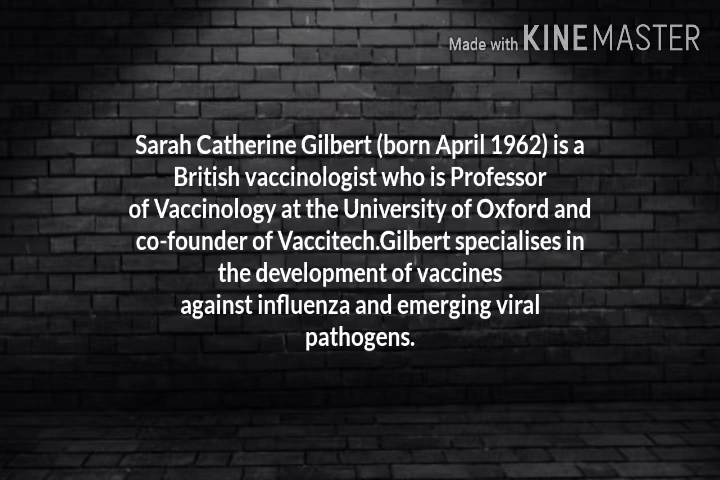 Made with KINEMASTER
Sarah Catherine Gilbert (born April 1962) is a
British vaccinologist who is Professor
of Vaccinology at the University of Oxford and
co-founder of Vaccitech.Gilbert specialises in
the development of vaccines
against influenza and emerging viral
pathogens.